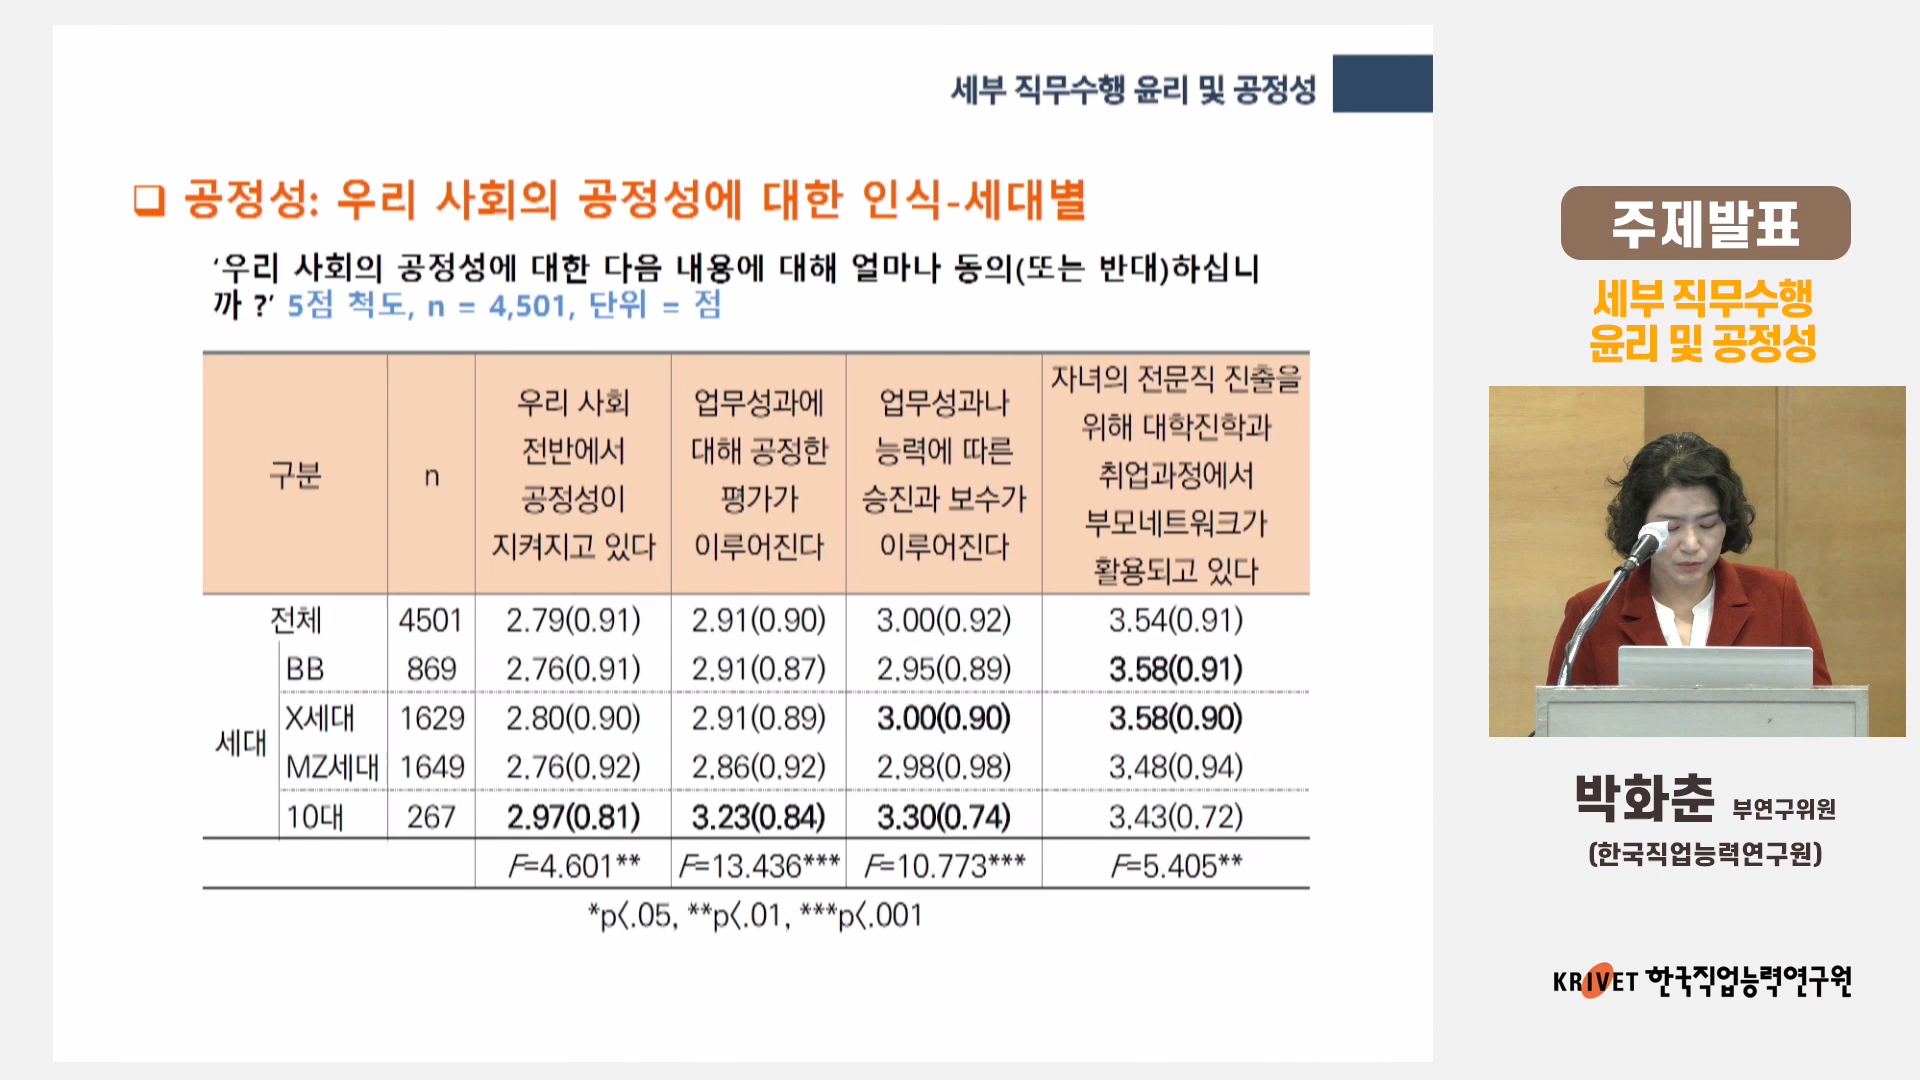 세부 직무수행 윤리 및 공정성
❑ 공정성: 우리 사회의 공정성에 대한 인식-세대별
‘우리 사회의 공정성에 대한 다음 내용에 대해 얼마나 동의(또는 반대)하십니
까 ?’ 5점 척도, n = 4,501, 단위 = 점
구분 n 우리 사회 전반에서 공정성이 지켜지고 있다 업무성과에 대해 공정한 평가가 이루어진다 업무성과나 능력에 따른 승진과 보수가 이루어진다 자녀의 전문직 진출을 위해 대학진학과 취업과정에서 부모네트워크가 활용되고 있다
전체 4501 2.79(0.91) 2.91(0.90) 3.00(0.92) 3.54(0.91)
세대
BB 869 2.76(0.91) 2.91(0.87) 2.95(0.89) 3.58(0.91)
X세대 1629 2.80(0.90) 2.91(0.89) 3.00(0.90) 3.58(0.90)
MZ세대 1649 2.76(0.92) 2.86(0.92) 2.98(0.98) 3.48(0.94)
10대 267 2.97(0.81) 3.23(0.84) 3.30(0.74) 3.43(0.72)
F=4.601** F=13.436*** F=10.773*** F=5.405**
*p<.05, **p<.01, ***p<.001
주제발표
세부 직무수행
윤리 및 공정성
박화춘 부연구위원
(한국직업능력연구원)
KRIVET 한국직업능력연구원